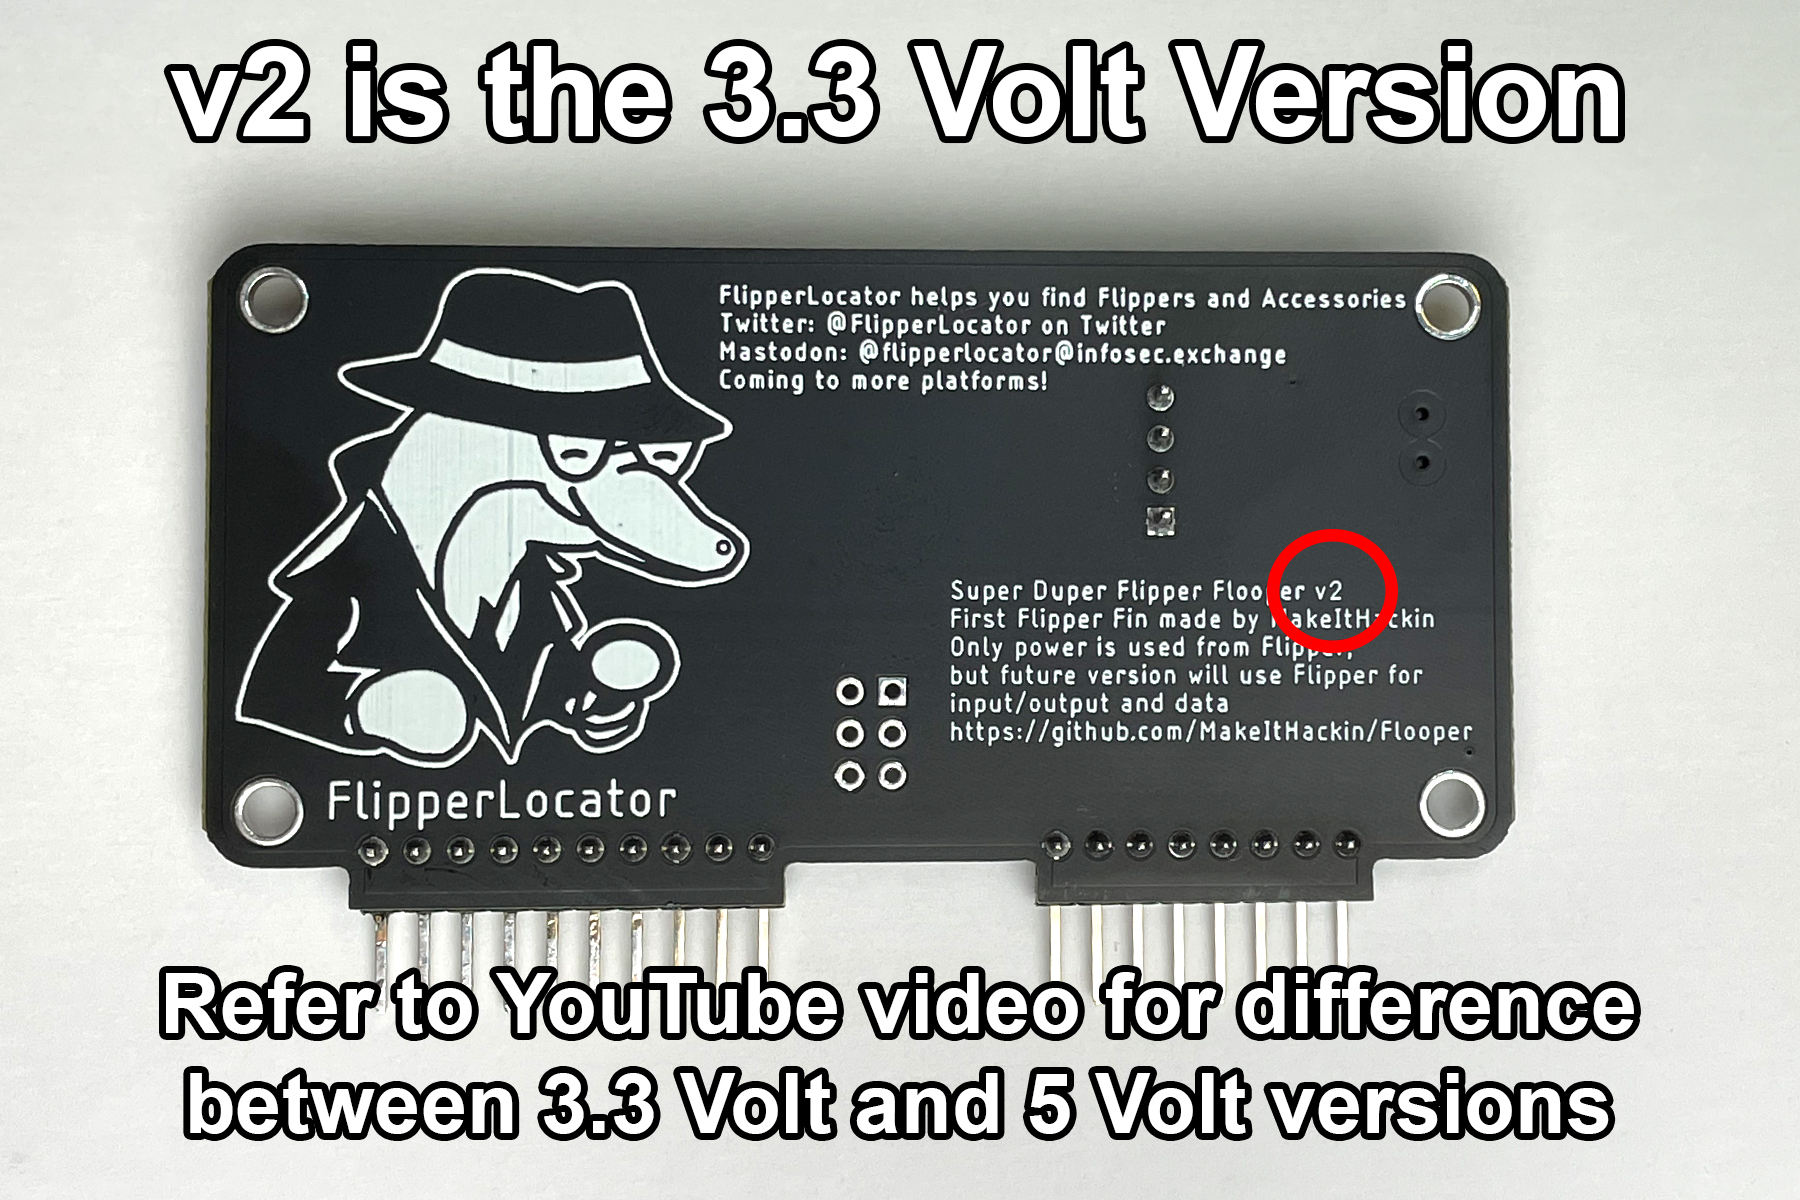 v2 is the 3.3 Volt Version
FlipperLocator helps you find Flippers and Accessories
Twitter: @FlipperLocator on Twitter
Mastodon: @flipperlocator@infosec.exchange
Coming to more platforms!
Super Duper Flipper Flooper v2
First Flipper Fin made by MakeItHackin
Only power is used from Flipper,
but future version will use Flipper for
input/output and data
https://github.com/MakeItHackin/Flooper
FlipperLocator
Refer to YouTube video for difference
between 3.3 Volt and 5 Volt versions